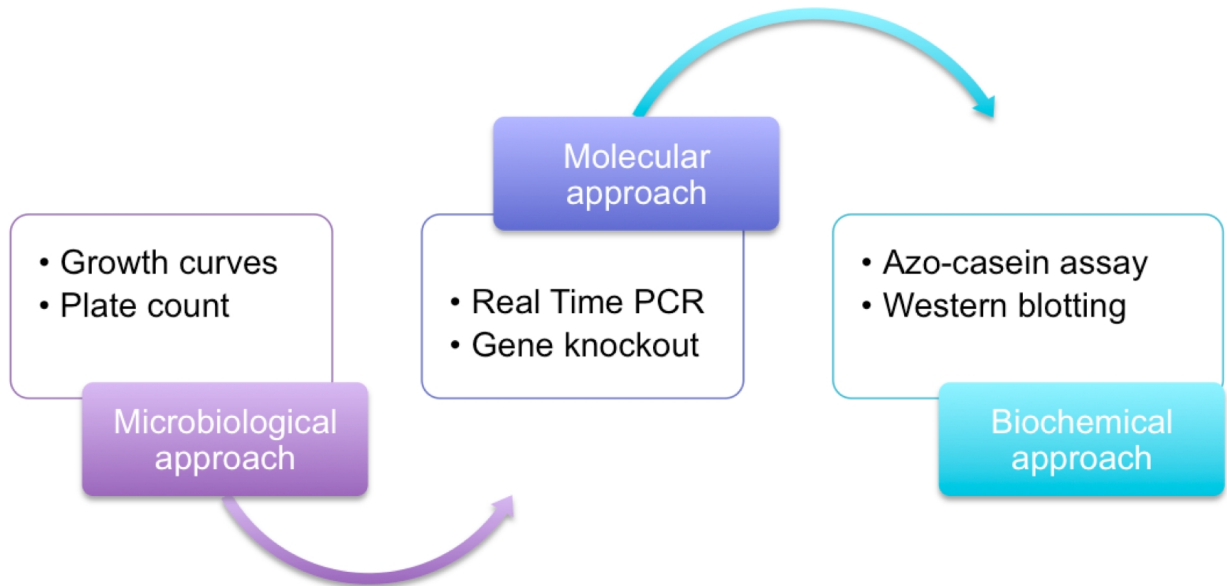 • Growth curves
• Plate count
Microbiological
approach
Molecular
approach
• Real Time PCR
• Gene knockout
• Azo-casein assay
• Western blotting
Biochemical
approach